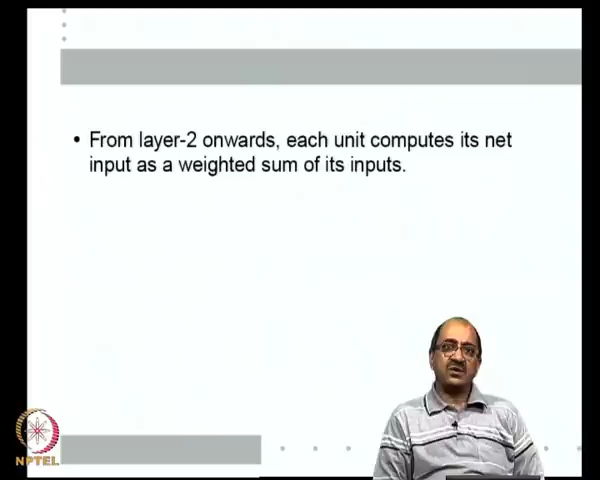 • From layer-2 onwards, each unit computes its net
input as a weighted sum of its inputs.
NPTEL